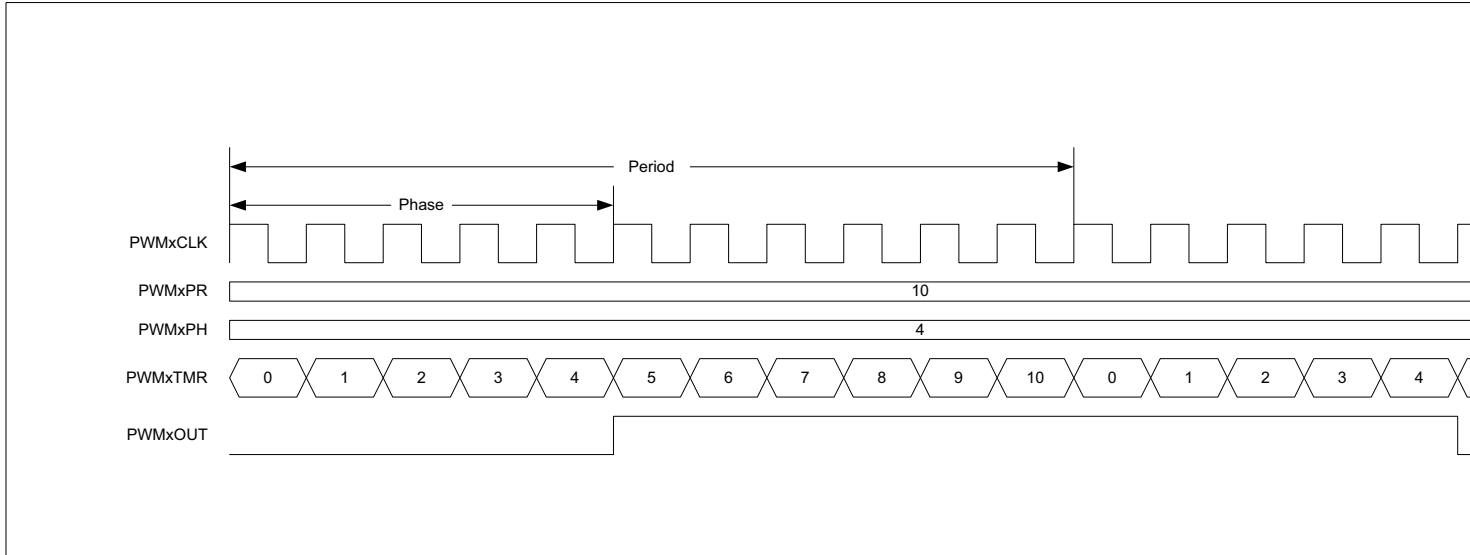 Period
Phase
PWMxCLK
PWMxPR 10
PWMxPH 4
PWMxTMR 0 1 2 3 4 5 6 7 8 9 10 0 1 2 3 4
PWMxOUT